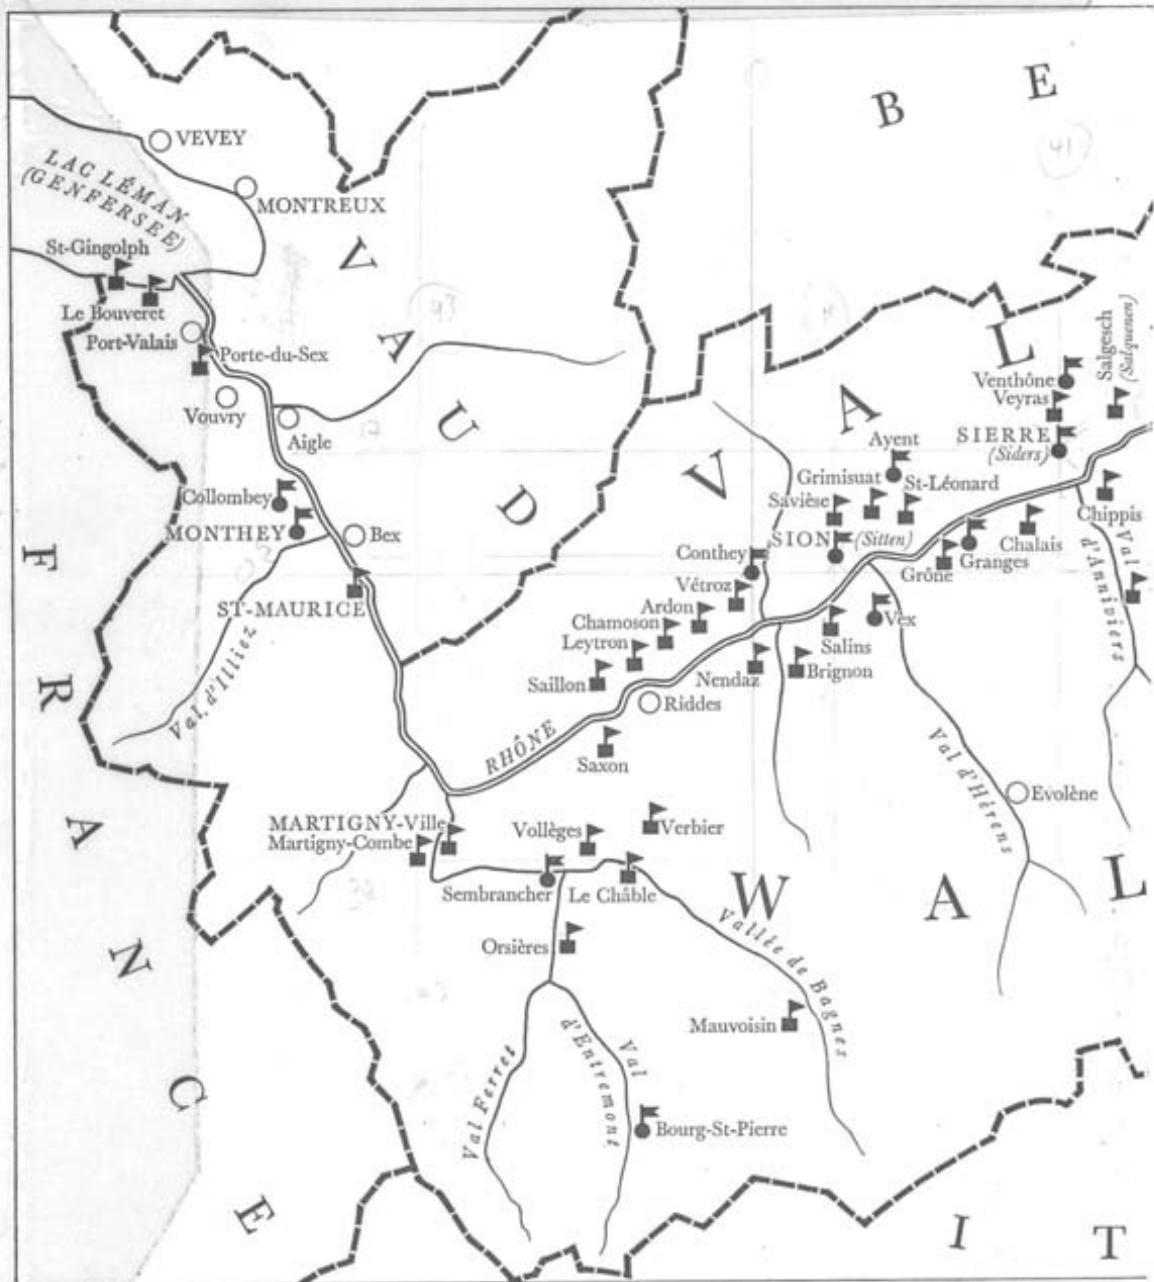 B E
VEVEY
LAC LÉMAN
(GENFERSEE)
MONTREUX
St-Gingolph
Le Bouveret
Port-Valais
Porte-du-Sex
Vouvry
Aigle
V A U D
41
43
Collombey
MONTHEY
Bex
ST-MAURICE
Val d'Illiez
V A L
Venthône
Veyras
Salgesch
(Salquenen)
SIERRE
(Siders)
Ayent
Grimisuat
St-Léonard
Savièse
SION (Sitten)
Conthey
Vétroz
Ardon
Chamoson
Leytron
Saillon
Chippis
Chalais
Granges
Grône
Val
d'Anniviers
Vex
Salins
Brignon
Nendaz
Riddes
RHÔNE
Saxon
Val d'Hérens
Evolène
MARTIGNY-Ville
Martigny-Combe
Vollèges
Verbier
Sembrancher
Le Châble
W A L
Orsières
Vallée de Bagnes
Mauvoisin
Val Ferret
Val
d'Entremont
Bourg-St-Pierre
F R A N C E
I T